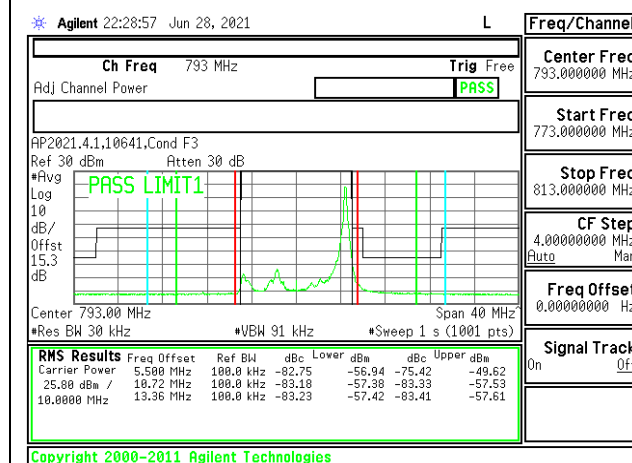 Agilent 22:28:57 Jun 28, 2021 L
Freq/Channel
Ch Freq 793 MHz Trig Free
Adj Channel Power PASS
Center Freq
793.000000 MHz
Start Freq
773.000000 MHz
Stop Freq
813.000000 MHz
CF Step
4.00000000 MHz
Auto Man
Freq Offset
0.00000000 Hz
Signal Track
On Off
AP2021.4.1,10641,Cond F3
Ref 30 dBm Atten 30 dB
#Avg
Log
10
dB/
Offst
15.3
dB
PASS LIMIT1
Center 793.00 MHz Span 40 MHz
#Res BW 30 kHz #VBW 91 kHz #Sweep 1 s (1001 pts)
RMS Results Freq Offset Ref BW dBc Lower dBm dBc Upper dBm
Carrier Power 5.500 MHz 100.0 kHz -82.75 -56.94 -75.42 -49.62
25.80 dBm / 10.72 MHz 100.0 kHz -83.18 -57.38 -83.33 -57.53
10.0000 MHz 13.36 MHz 100.0 kHz -83.23 -57.42 -83.41 -57.61
Copyright 2000-2011 Agilent Technologies